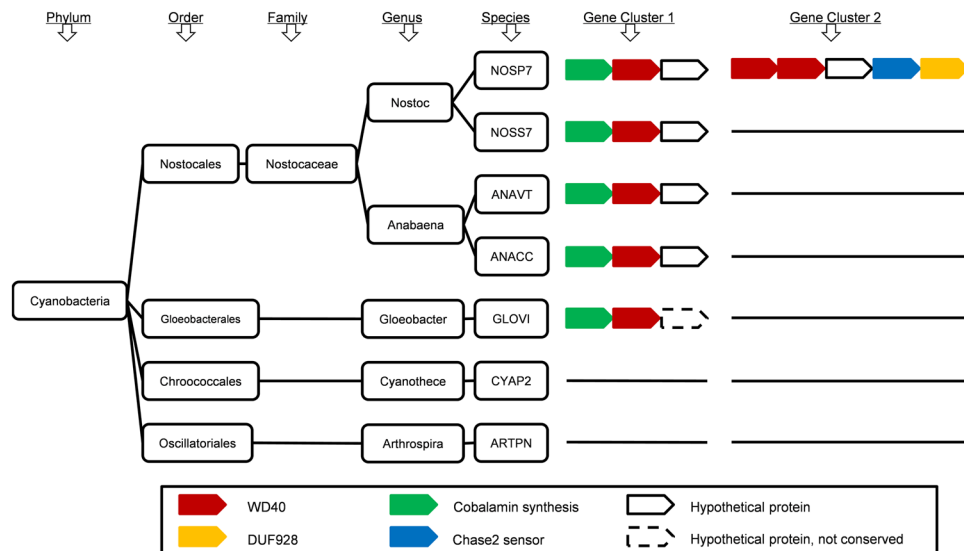 Phylum Order Family Genus Species Gene Cluster 1 Gene Cluster 2
NOSP7
Nostoc
NOSS7
Nostocales Nostocaceae
ANAVT
Anabaena
ANACC
Cyanobacteria
Gloeobacterales Gloeobacter GLOVI
Chroococcales Cyanothece CYAP2
Oscillatoriales Arthrospira ARTPN
WD40 Cobalamin synthesis Hypothetical protein
DUF928 Chase2 sensor Hypothetical protein, not conserved